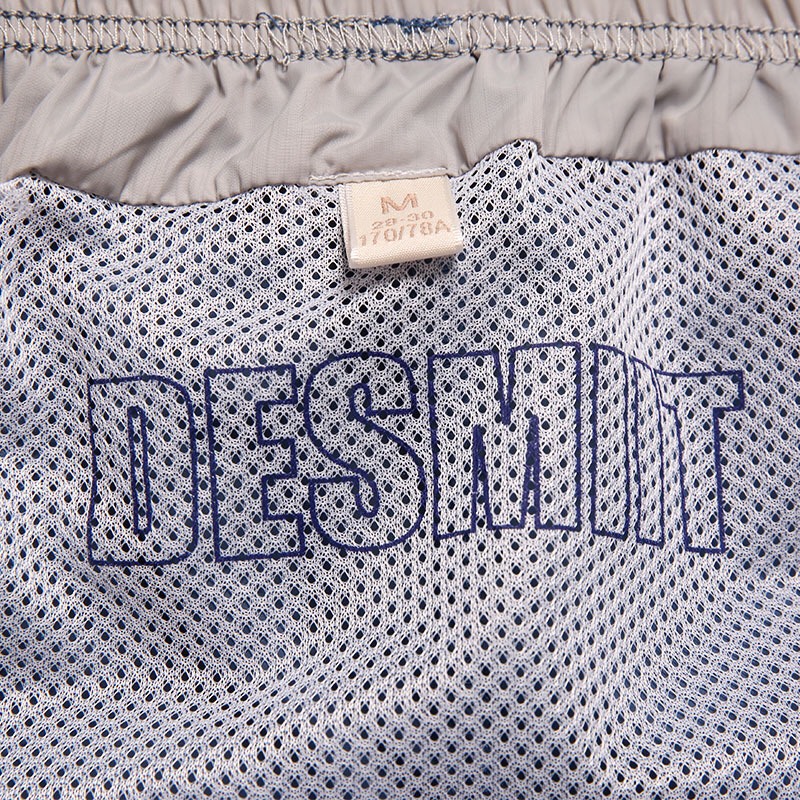 M
28-30
170/78A
DESMIIT